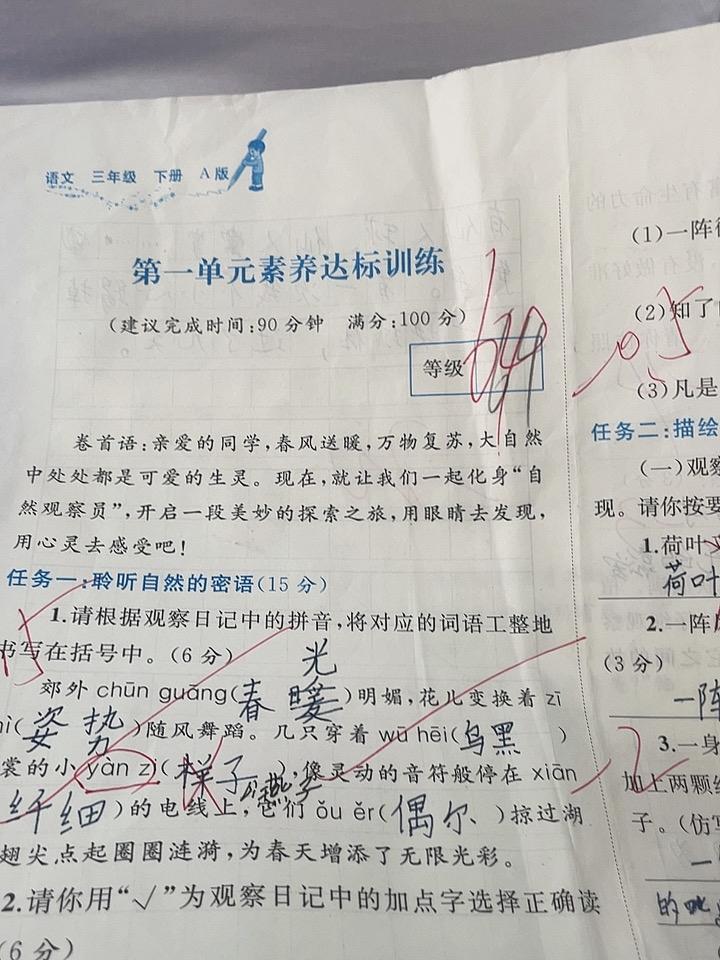 语文 三年级 下册 A版
第一单元素养达标训练
(建议完成时间:90分钟 满分:100分)
等级
卷首语:亲爱的同学,春风送暖,万物复苏,大自然
中处处都是可爱的生灵。现在,就让我们一起化身“自
然观察员”,开启一段美妙的探索之旅,用眼睛去发现,
用心灵去感受吧!
任务一:聆听自然的密语(15分)
1.请根据观察日记中的拼音,将对应的词语工整地
书写在括号中。(6分)
光
郊外 chūn guāng(春暖)明媚,花儿变换着 zī
(姿势)随风舞蹈。几只穿着 wū hēi(乌黑)
裳的小 yàn zi(样子),像灵动的音符般停在 xiān
燕子
(纤细)的电线上,它们 ǒu ěr(偶尔)掠过湖
翅尖点起圈圈涟漪,为春天增添了无限光彩。
2.请你用“√”为观察日记中的加点字选择正确读
(6分)
(1)一阵
(2)知了
(3)凡是
任务二:描绘
(一)观察
现。请你按要
1.荷叶
荷叶
2.一阵
(3分)
一阵
3.一身
加上两颗
子。(仿写
一
的